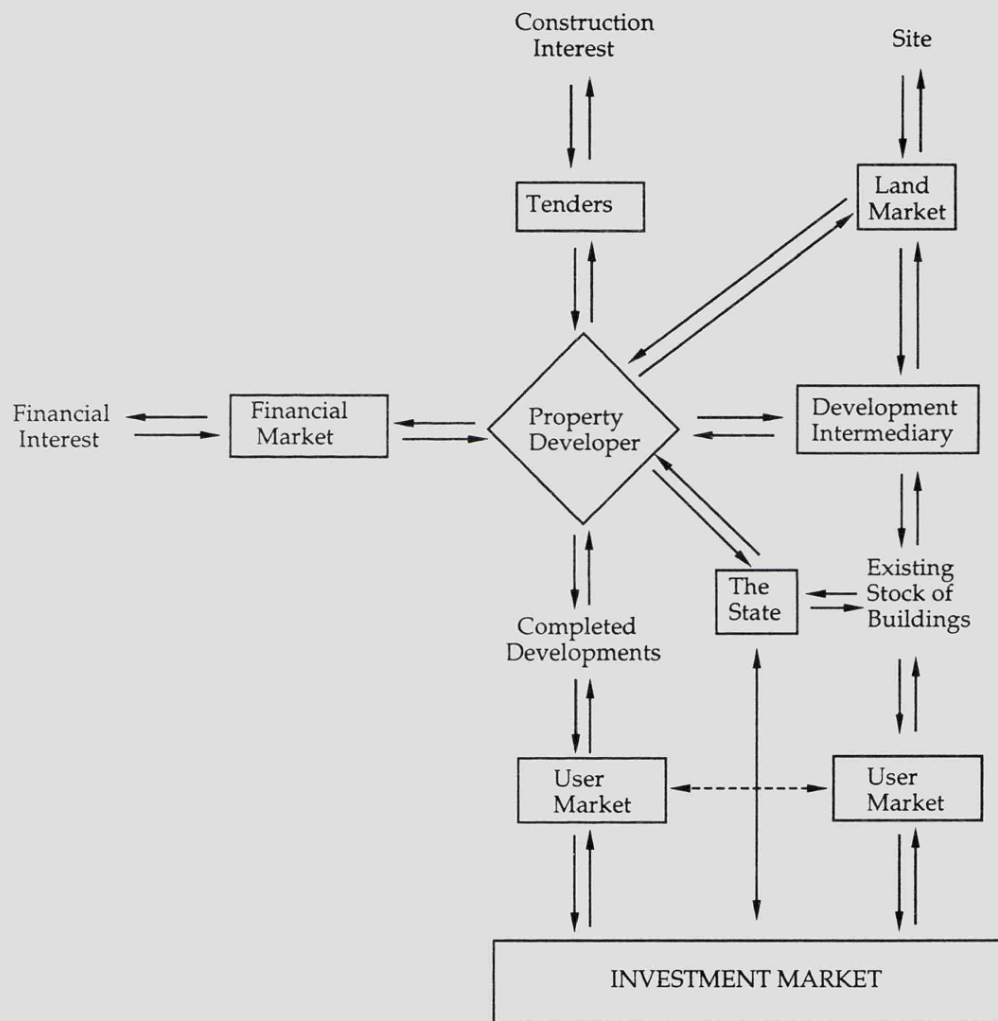 Construction
Interest
Site
Tenders
Land
Market
Financial
Interest
Financial
Market
Property
Developer
Development
Intermediary
The
State
Existing
Stock of
Buildings
Completed
Developments
User
Market
User
Market
INVESTMENT MARKET